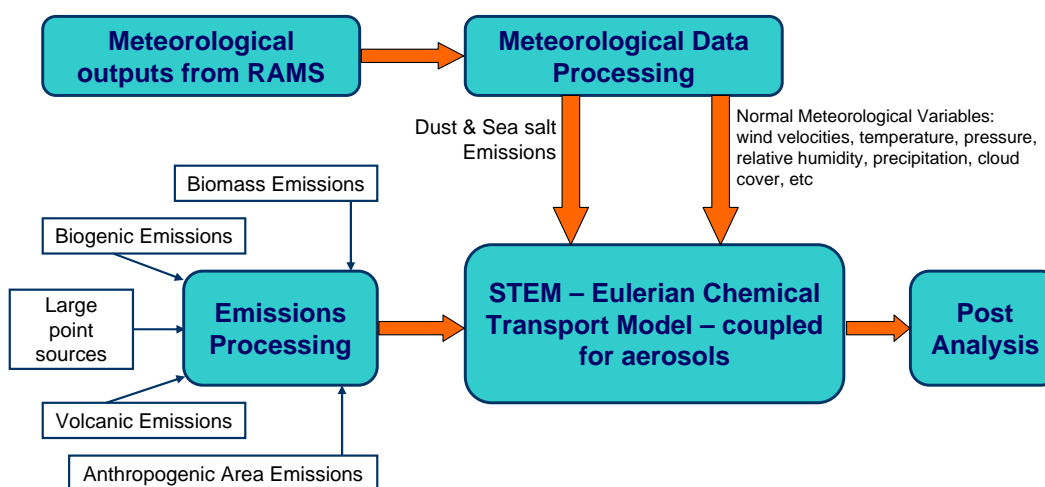 Meteorological
outputs from RAMS
Meteorological Data
Processing
Dust & Sea salt
Emissions
Normal Meteorological Variables:
wind velocities, temperature, pressure,
relative humidity, precipitation, cloud
cover, etc
Biomass Emissions
Biogenic Emissions
Large
point
sources
Volcanic Emissions
Anthropogenic Area Emissions
Emissions
Processing
STEM – Eulerian Chemical
Transport Model – coupled
for aerosols
Post
Analysis